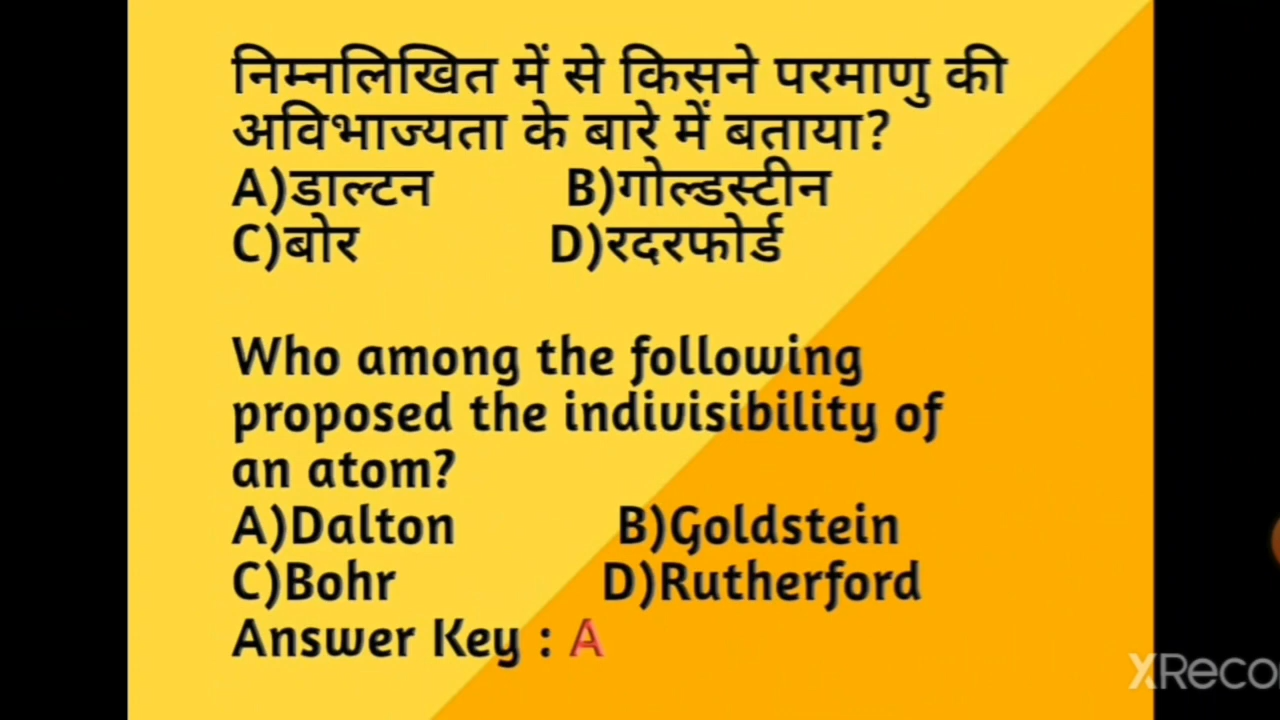 निम्नलिखित में से किसने परमाणु की
अविभाज्यता के बारे में बताया?
A)डाल्टन B)गोल्डस्टीन
C)बोर D)रदरफोर्ड
Who among the following
proposed the indivisibility of
an atom?
A)Dalton B)Goldstein
C)Bohr D)Rutherford
Answer Key : A
XReco